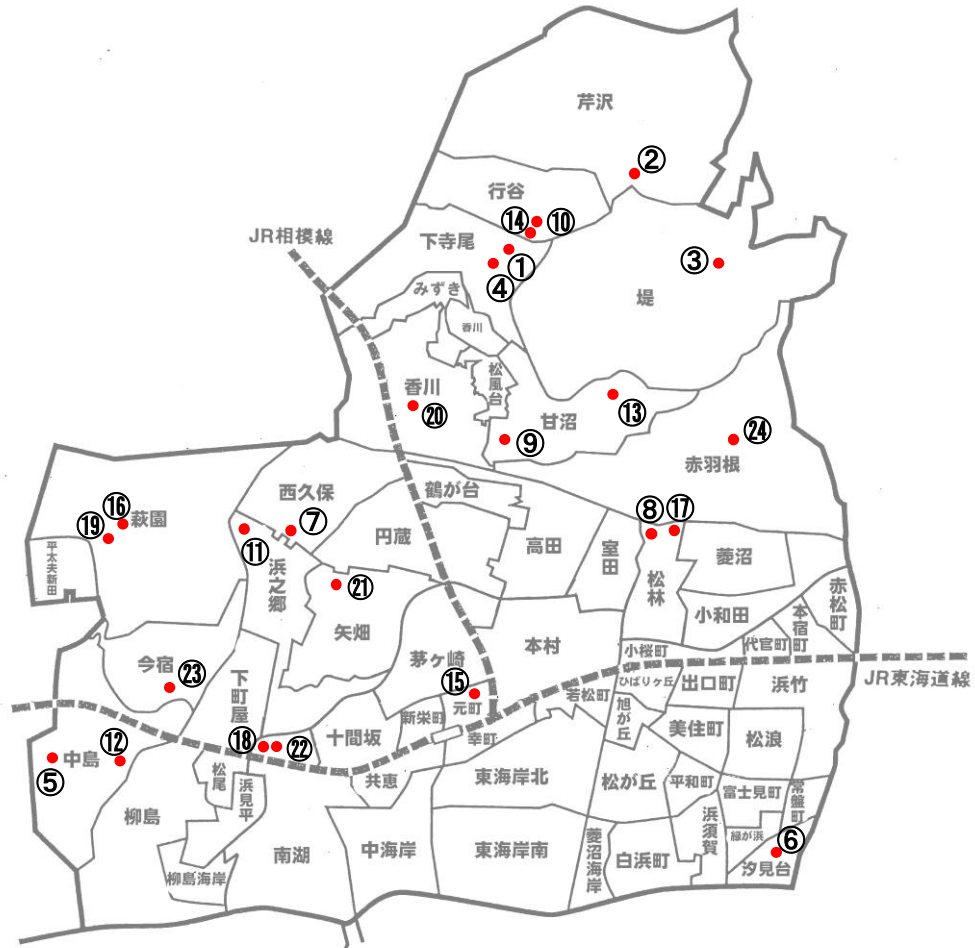 芹沢
②
行谷
⑭
⑩
JR相模線
下寺尾
①
③
④
みずき
堤
香川
松風台
香川
⑳
⑬
甘沼
⑨
㉔
赤羽根
西久保
鶴が台
⑯
萩園
⑲
⑦
⑧
⑰
⑪
円蔵
高田
室田
菱沼
平太夫新田
浜之郷
㉑
松林
赤松町
矢畑
小和田
本宿町
本村
代官町
小桜町
今宿
㉓
下町屋
茅ヶ崎
⑮
元町
若松町
ひばりヶ丘
出口町
浜竹
JR東海道線
新栄町
旭が丘
美住町
松浪
⑱
㉒
十間坂
幸町
⑤
中島
⑫
松尾
浜見平
共恵
東海岸北
松が丘
平和町
富士見町
常盤町
柳島
浜須賀
緑が浜
⑥
柳島海岸
南湖
中海岸
東海岸南
菱沼海岸
白浜町
汐見台